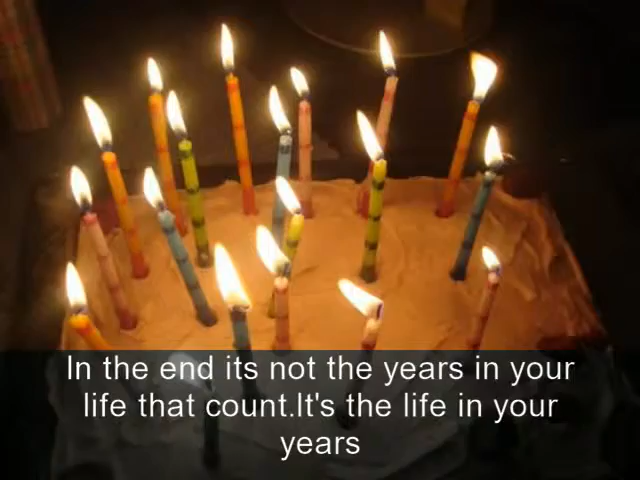 In the end its not the years in your
life that count.It's the life in your
years